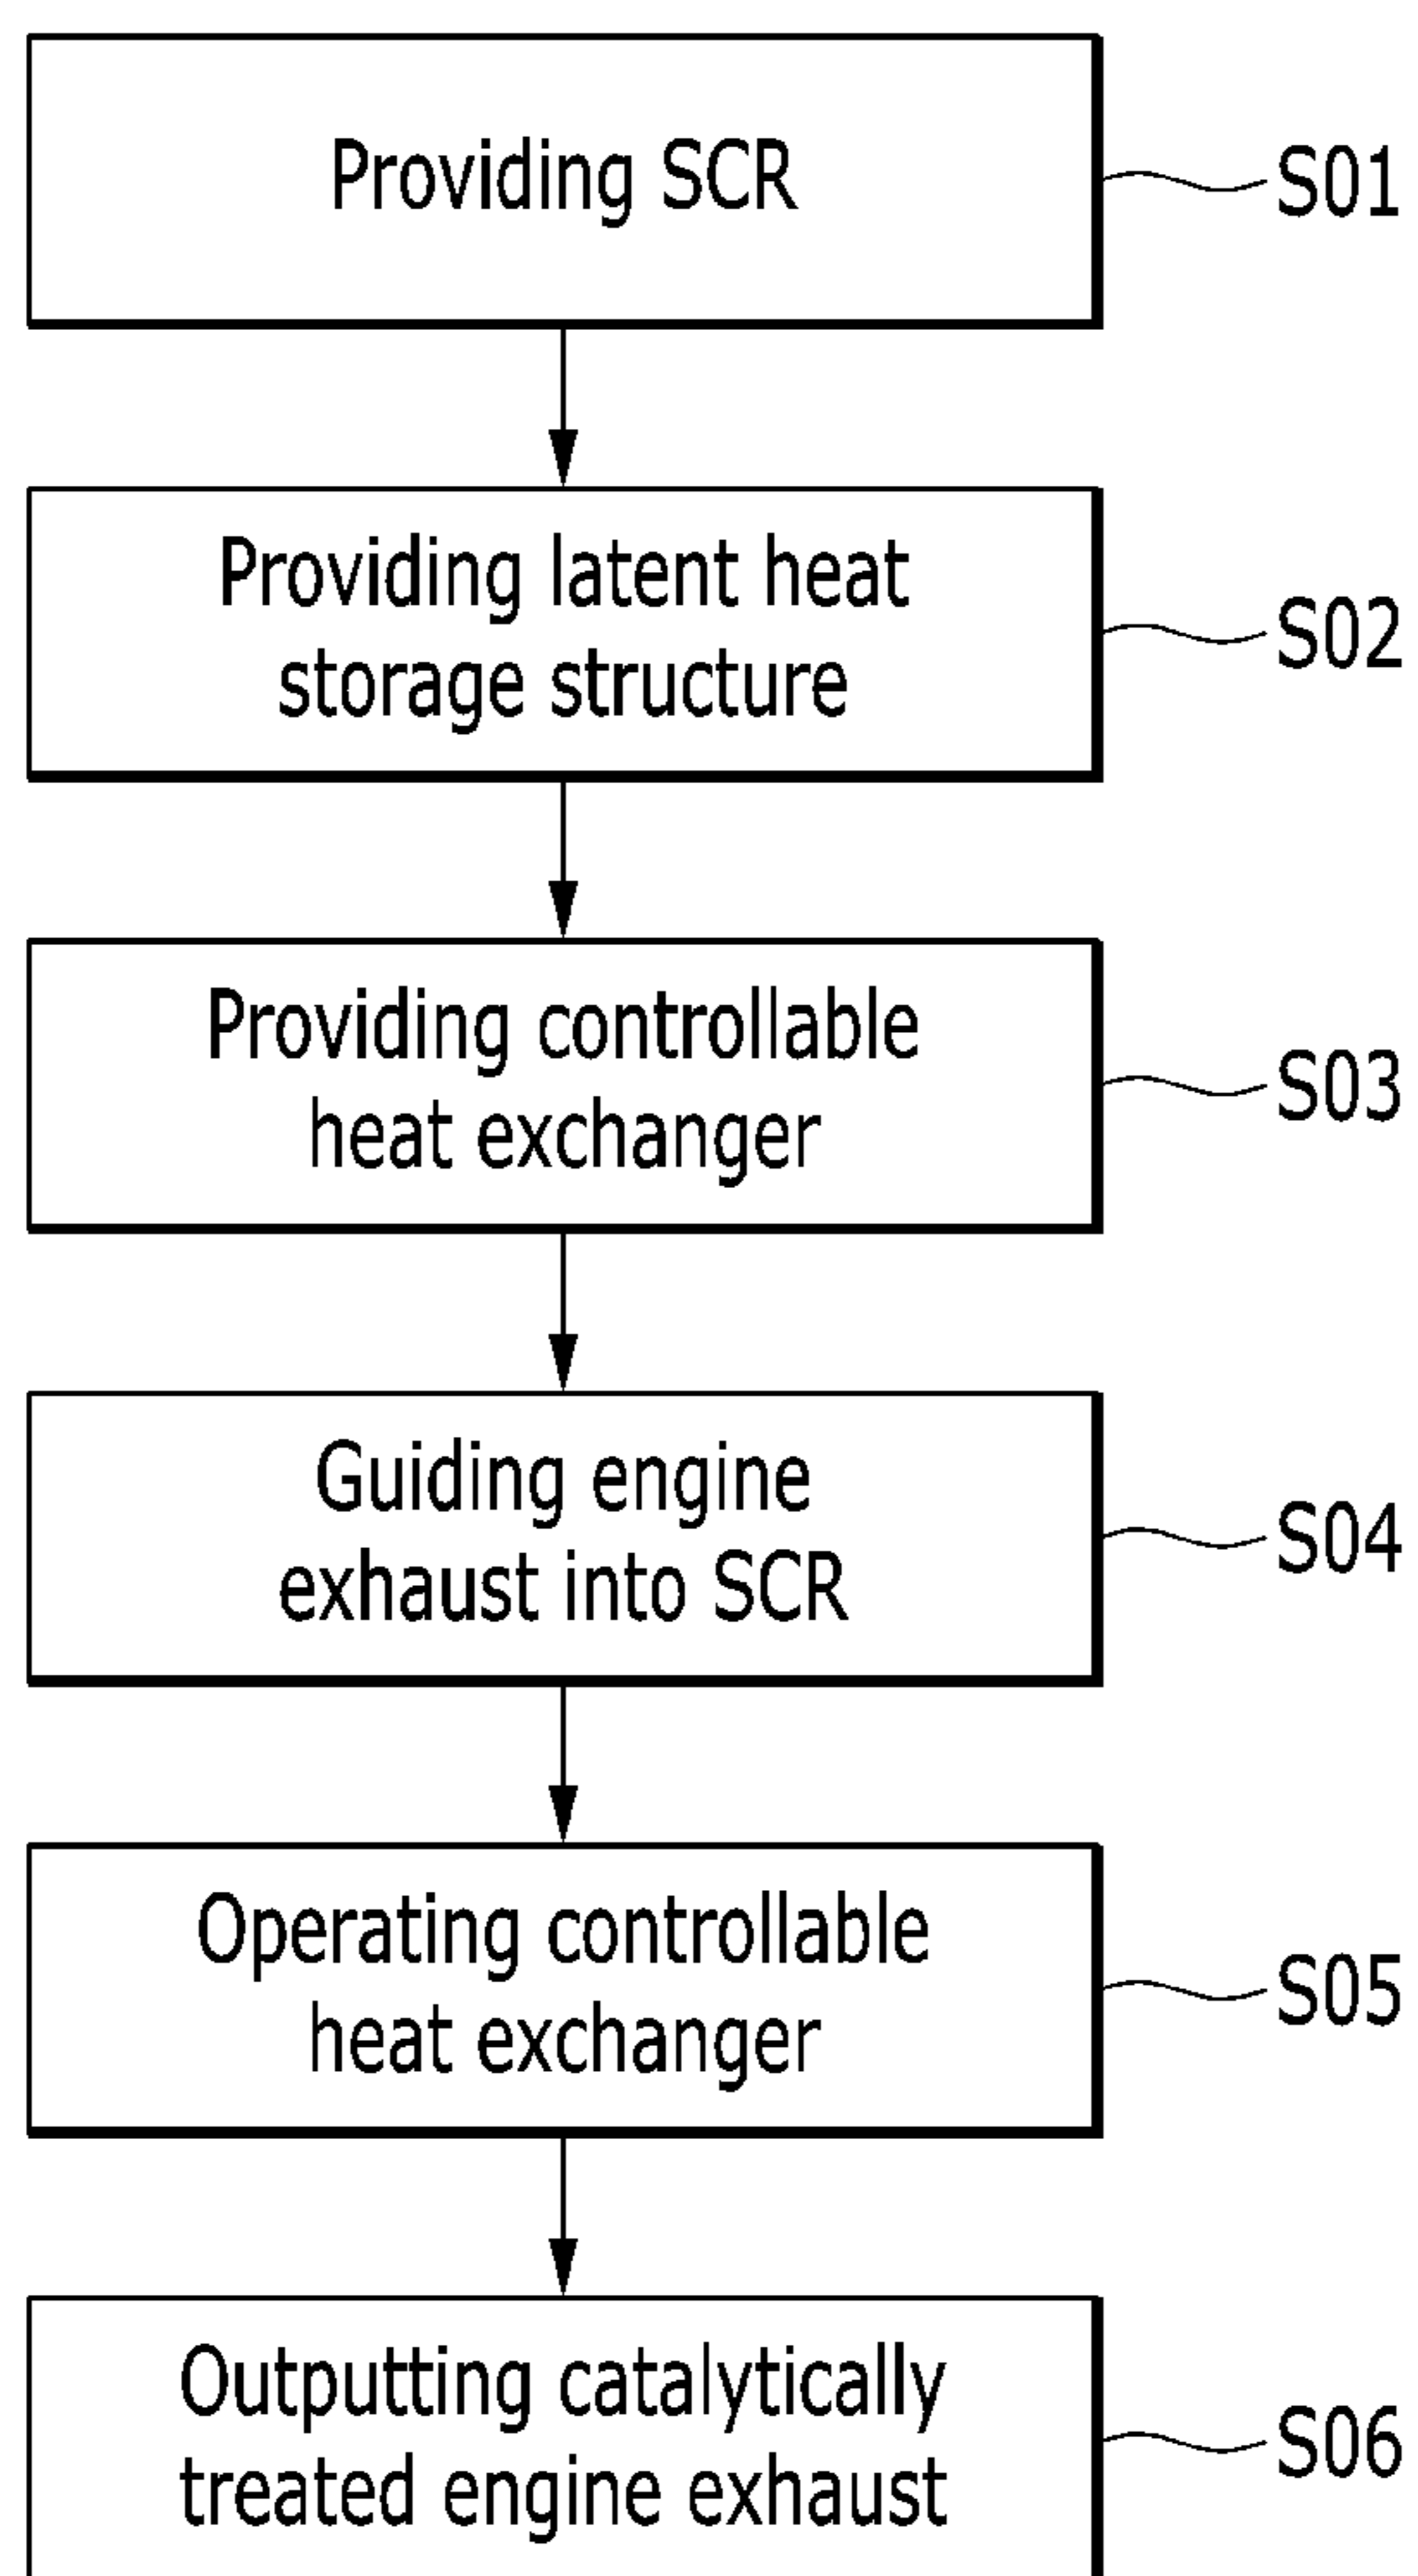 Providing SCR
S01
Providing latent heat
storage structure
S02
Providing controllable
heat exchanger
S03
Guiding engine
exhaust into SCR
S04
Operating controllable
heat exchanger
S05
Outputting catalytically
treated engine exhaust
S06